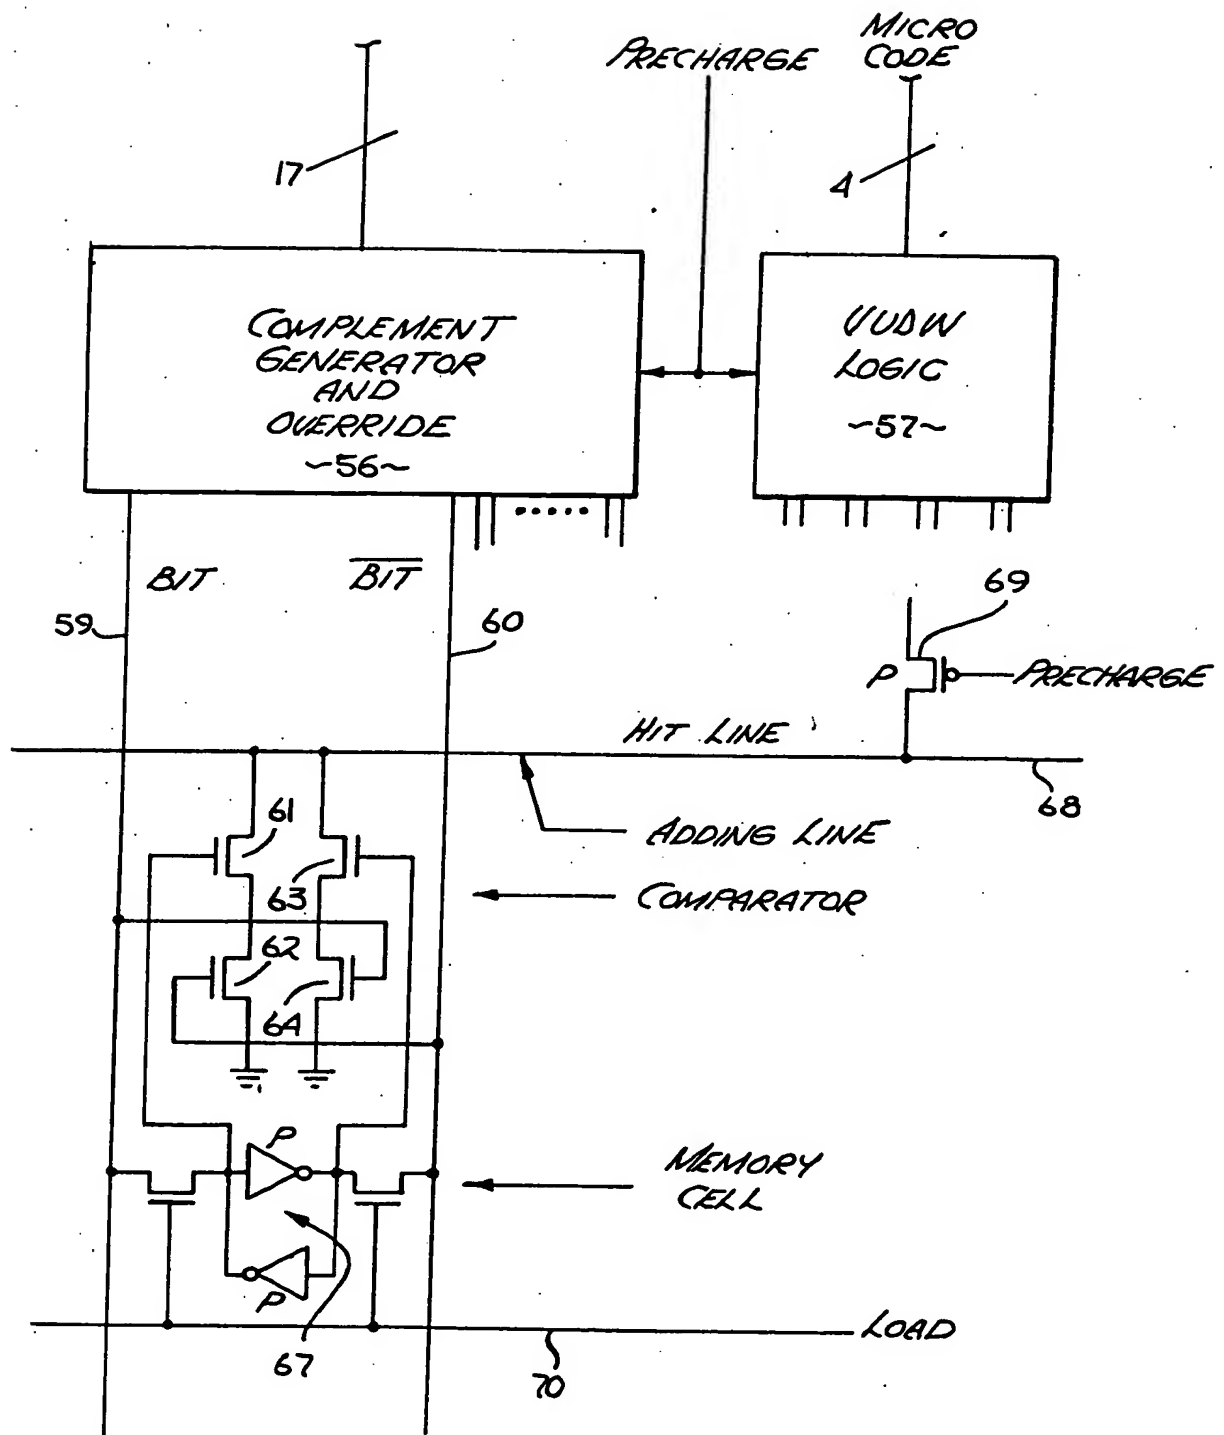 MICRO
CODE
PRECHARGE
17
4
COMPLEMENT
GENERATOR
AND
OVERRIDE
~56~
VUDW
LOGIC
~57~
BIT
BIT
59
60
69
P
PRECHARGE
HIT LINE
68
61
ADDING LINE
63
COMPARATOR
62
64
P
MEMORY
CELL
P
LOAD
67
70